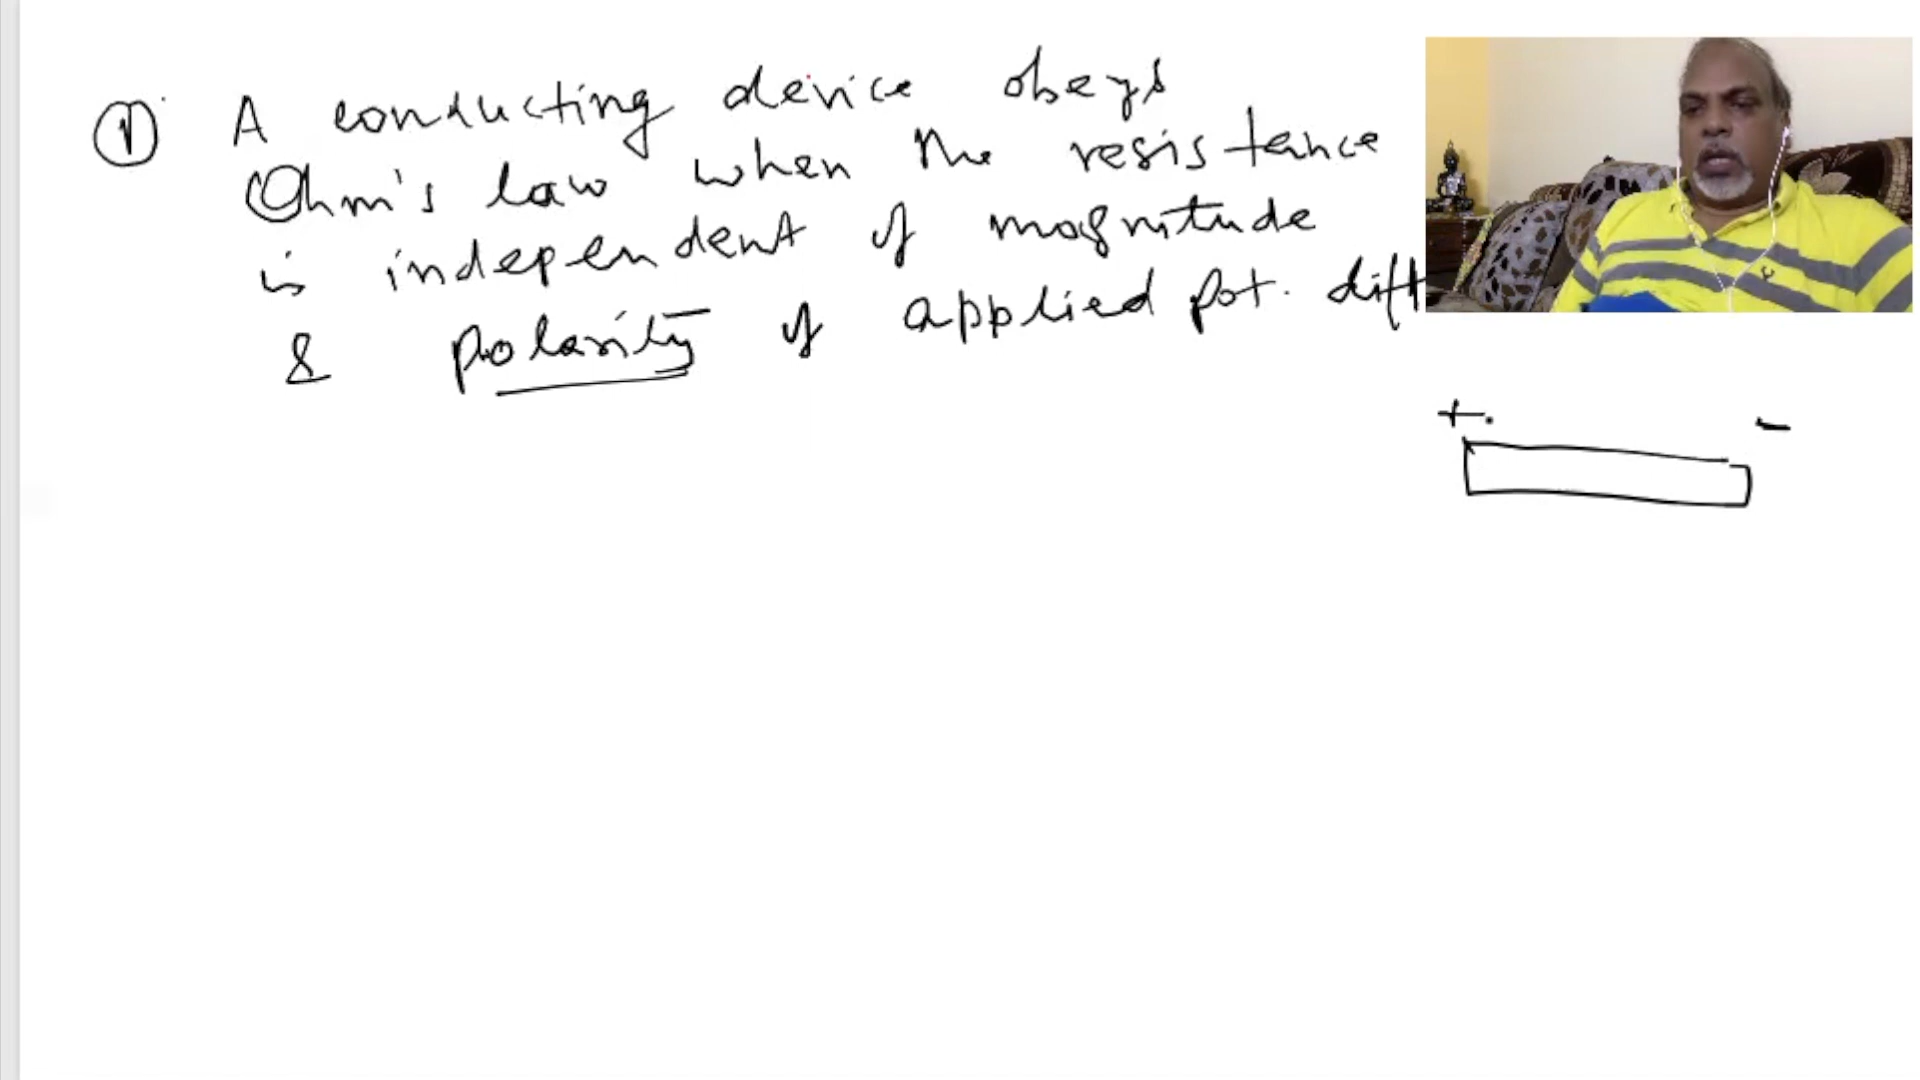 ① A conducting device obeys
Ohm's law when the resistance
is independent of magnitude
& polarity of applied pot. diff
+. -